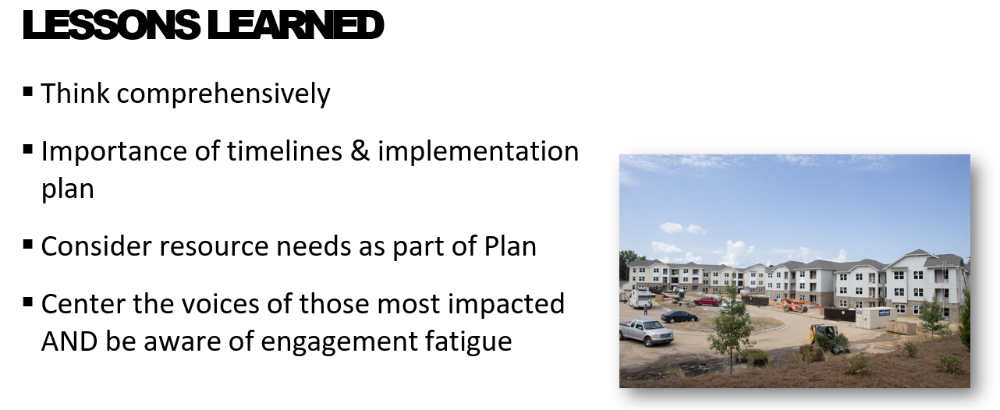 LESSONS LEARNED
▪ Think comprehensively
▪ Importance of timelines & implementation
plan
▪ Consider resource needs as part of Plan
▪ Center the voices of those most impacted
AND be aware of engagement fatigue